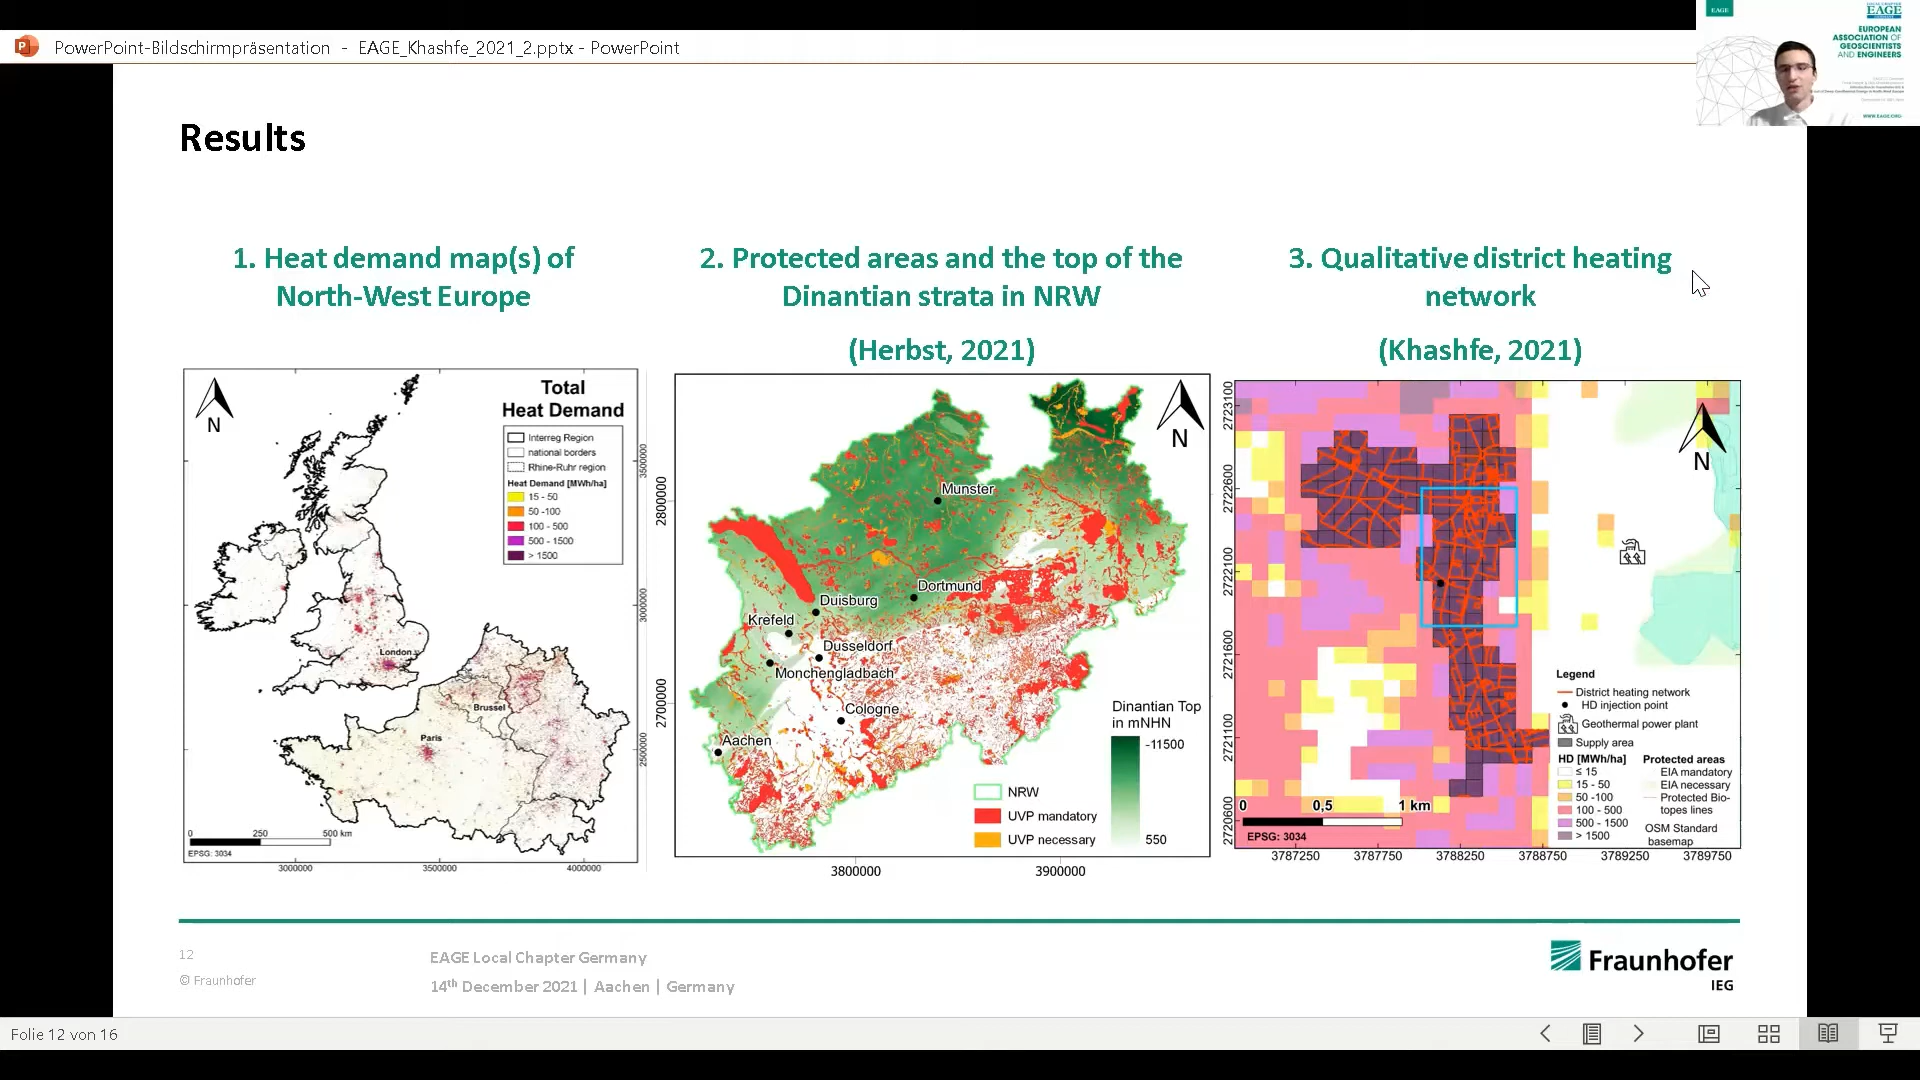 PowerPoint-Bildschirmpräsentation - EAGE_Khashfe_2021_2.pptx - PowerPoint
EAGE
EAGE
EUROPEAN
ASSOCIATION OF
GEOSCIENTISTS
AND ENGINEERS
WWW.EAGE.ORG
Results
1. Heat demand map(s) of
North-West Europe
2. Protected areas and the top of the
Dinantian strata in NRW
(Herbst, 2021)
3. Qualitative district heating
network
(Khashfe, 2021)
N
Total
Heat Demand
Interreg Region
national borders
Rhine-Ruhr region
Heat Demand [MWh/ha]
15 - 50
50 -100
100 - 500
500 - 1500
> 1500
London
Brussel
Paris
0 250 500 km
EPSG: 3034
3500000
3000000
2500000
3000000 3500000 4000000
N
Munster
Dortmund
Duisburg
Krefeld
Dusseldorf
Monchengladbach
Cologne
Aachen
Dinantian Top
in mNHN
-11500
550
NRW
UVP mandatory
UVP necessary
2800000
2700000
3800000 3900000
N
2723100
2722600
2722100
2721600
2721100
2720600
Legend
District heating network
HD injection point
Geothermal power plant
Supply area
HD [MWh/ha]
≤ 15
15 - 50
50 -100
100 - 500
500 - 1500
> 1500
Protected areas
EIA mandatory
EIA necessary
Protected Bio-
topes lines
OSM Standard
basemap
0 0,5 1 km
EPSG: 3034
3787250 3787750 3788250 3788750 3789250 3789750
12
© Fraunhofer
EAGE Local Chapter Germany
14th December 2021 | Aachen | Germany
Fraunhofer
IEG
Folie 12 von 16